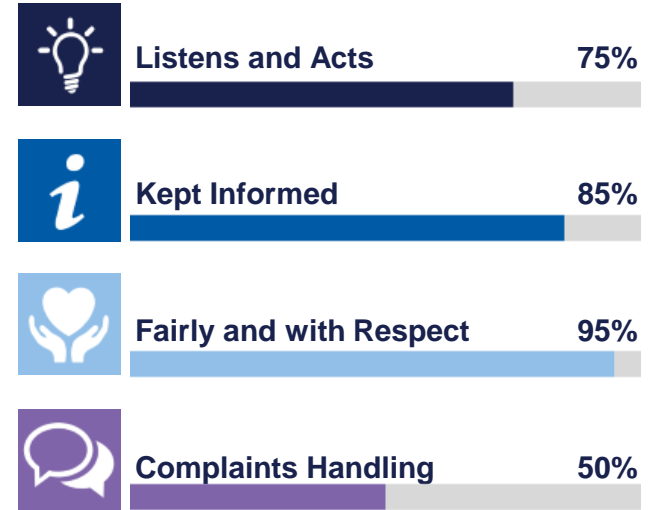 Listens and Acts 75%
Kept Informed 85%
Fairly and with Respect 95%
Complaints Handling 50%